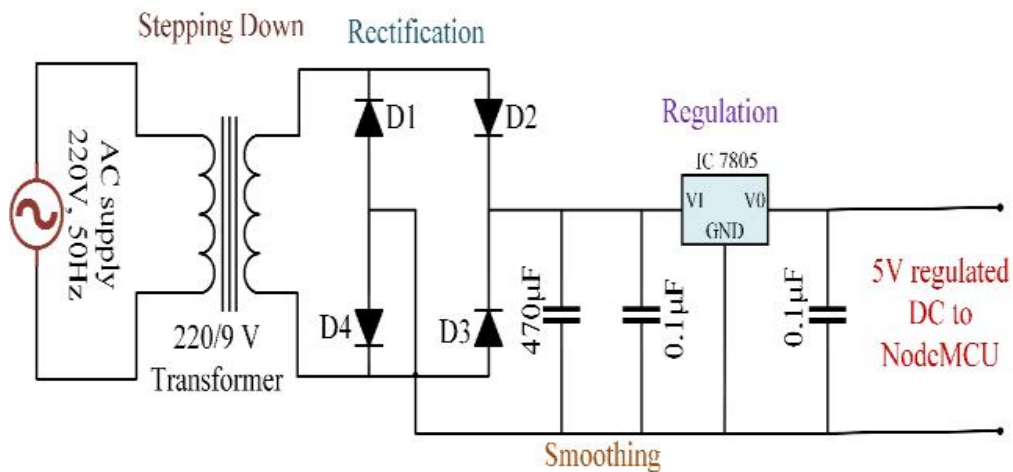 Stepping Down
Rectification
AC supply
220V, 50Hz
D1
D2
D4
D3
220/9 V
Transformer
Regulation
IC 7805
VI
V0
GND
470µF
0.1µF
0.1µF
5V regulated
DC to
NodeMCU
Smoothing